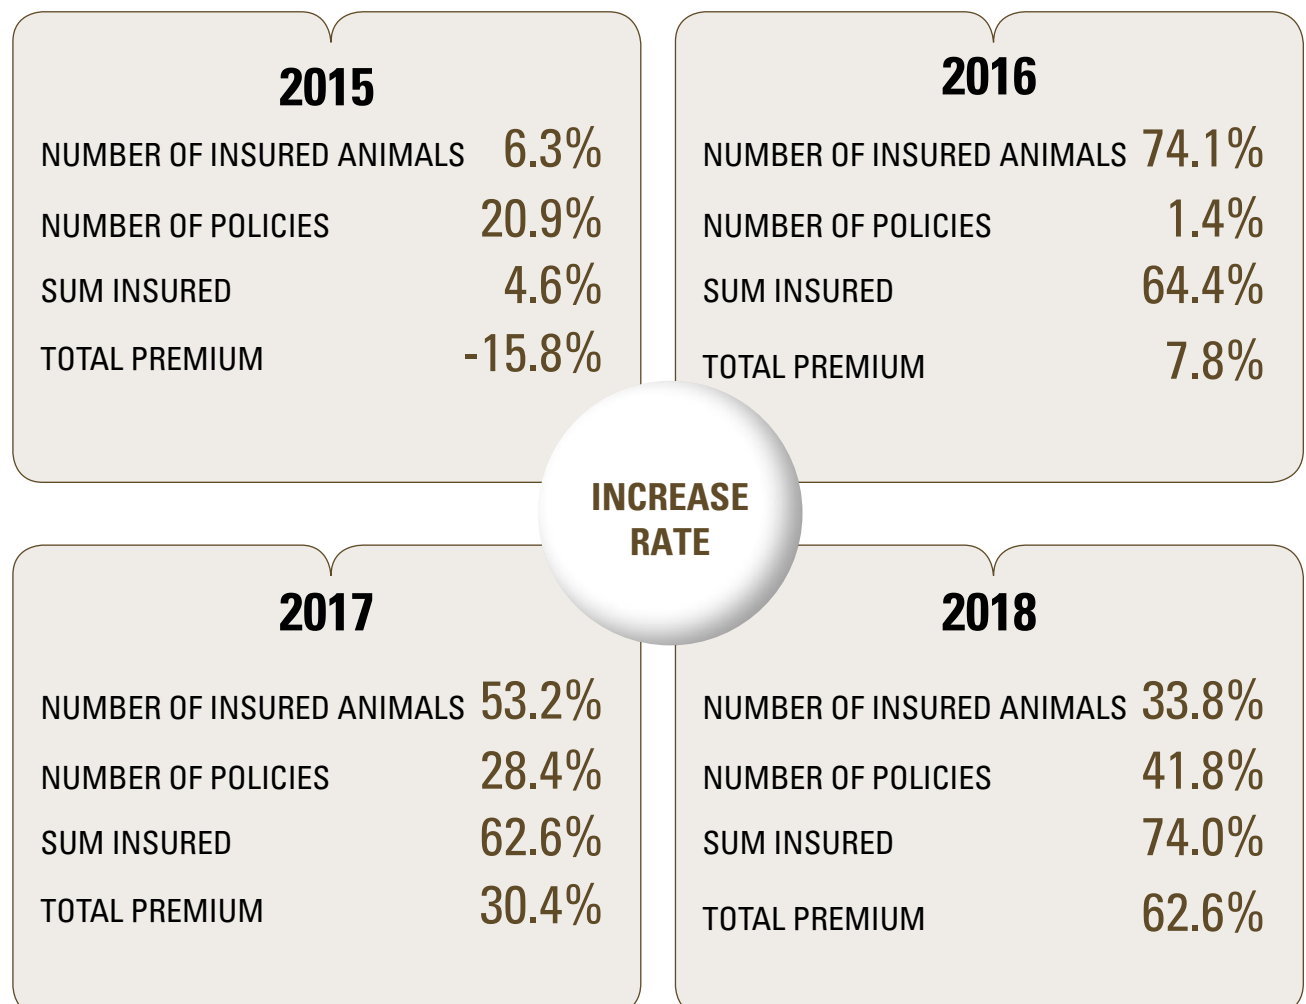 2015
NUMBER OF INSURED ANIMALS 6.3%
NUMBER OF POLICIES 20.9%
SUM INSURED 4.6%
TOTAL PREMIUM -15.8%
2016
NUMBER OF INSURED ANIMALS 74.1%
NUMBER OF POLICIES 1.4%
SUM INSURED 64.4%
TOTAL PREMIUM 7.8%
INCREASE
RATE
2017
NUMBER OF INSURED ANIMALS 53.2%
NUMBER OF POLICIES 28.4%
SUM INSURED 62.6%
TOTAL PREMIUM 30.4%
2018
NUMBER OF INSURED ANIMALS 33.8%
NUMBER OF POLICIES 41.8%
SUM INSURED 74.0%
TOTAL PREMIUM 62.6%